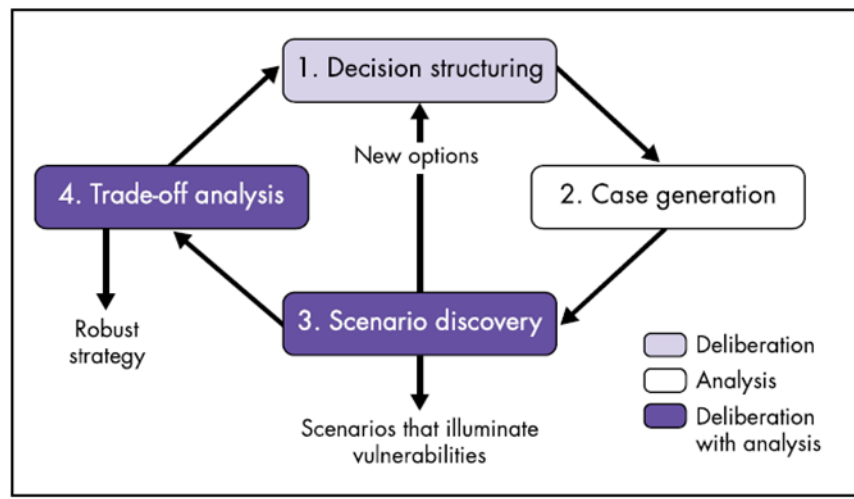 1. Decision structuring
New options
4. Trade-off analysis
2. Case generation
Robust
strategy
3. Scenario discovery
Scenarios that illuminate
vulnerabilities
Deliberation
Analysis
Deliberation
with analysis